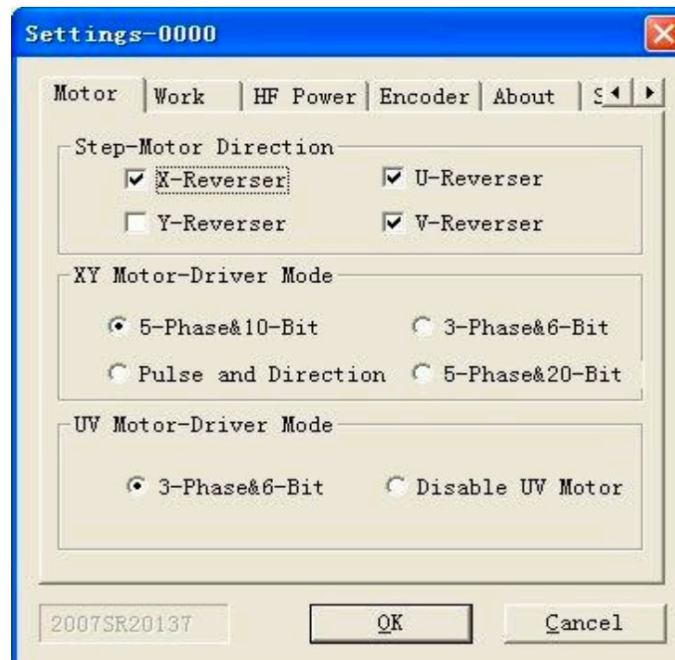 Settings-0000
Motor Work HF Power Encoder About S
Step-Motor Direction
X-Reverser U-Reverser
Y-Reverser V-Reverser
XY Motor-Driver Mode
5-Phase&10-Bit 3-Phase&6-Bit
Pulse and Direction 5-Phase&20-Bit
UV Motor-Driver Mode
3-Phase&6-Bit Disable UV Motor
2007SR20137 OK Cancel